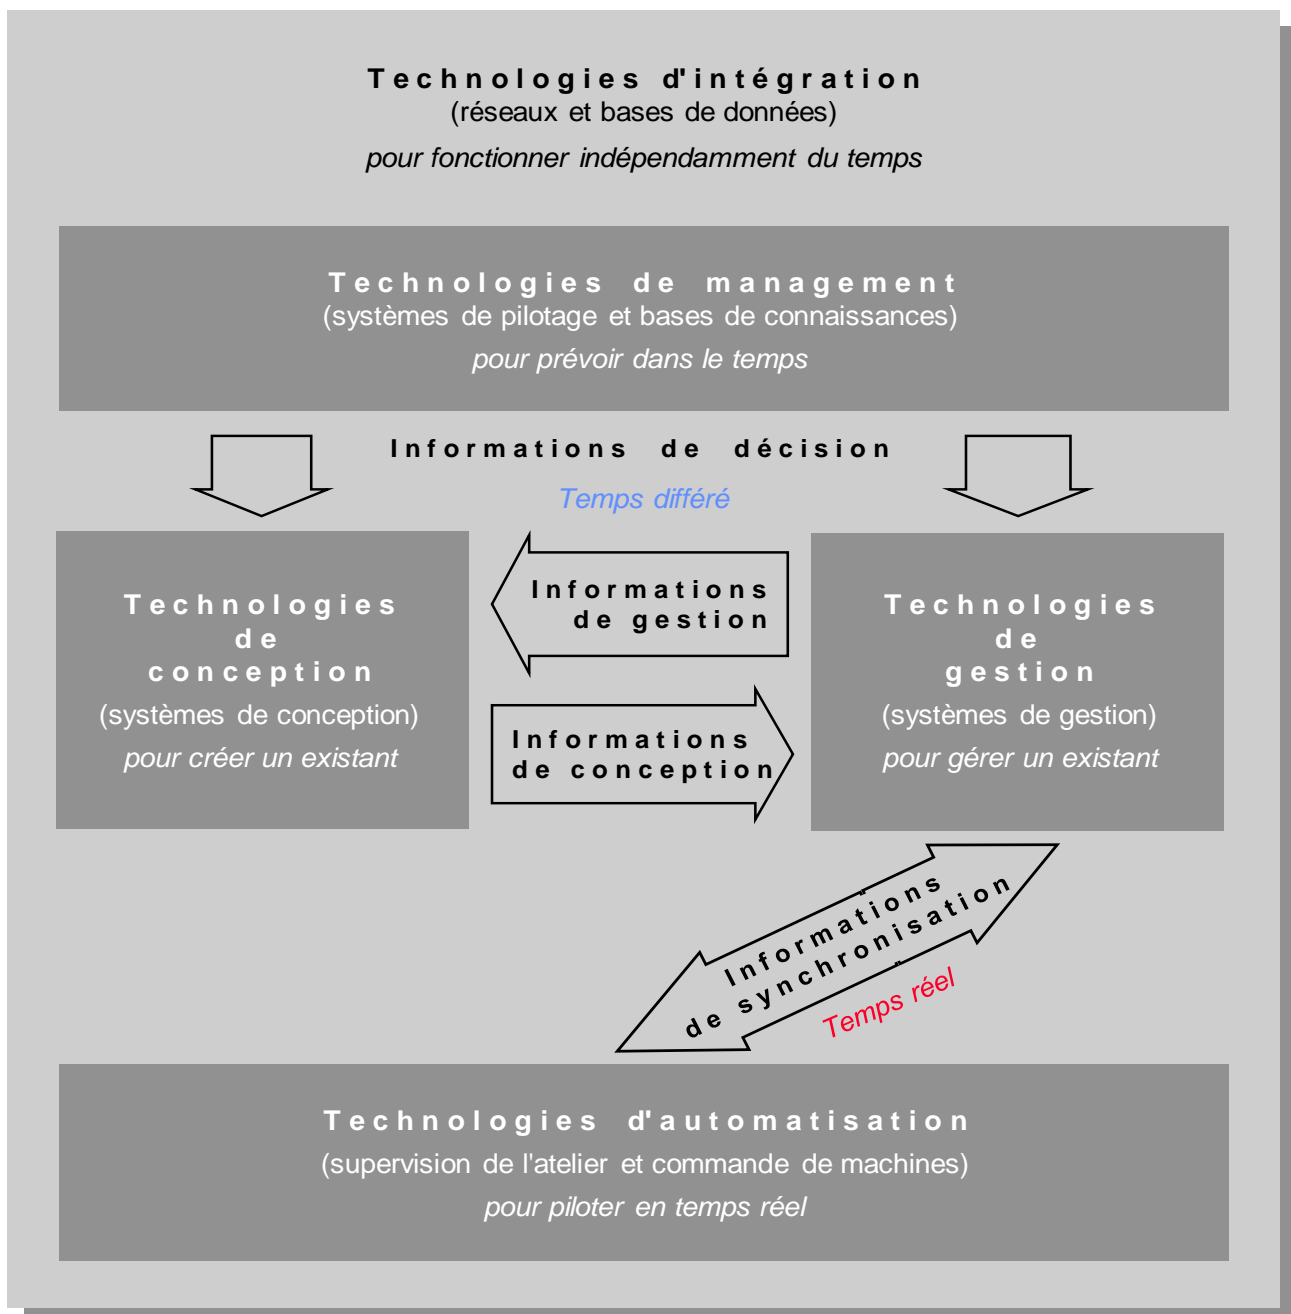 Technologies d'intégration
(réseaux et bases de données)
pour fonctionner indépendamment du temps
Technologies de management
(systèmes de pilotage et bases de connaissances)
pour prévoir dans le temps
Informations de décision
Temps différé
Technologies
de
conception
(systèmes de conception)
pour créer un existant
Informations
de gestion
Informations
de conception
Technologies
de
gestion
(systèmes de gestion)
pour gérer un existant
Informations
de synchronisation
Temps réel
Technologies d'automatisation
(supervision de l'atelier et commande de machines)
pour piloter en temps réel